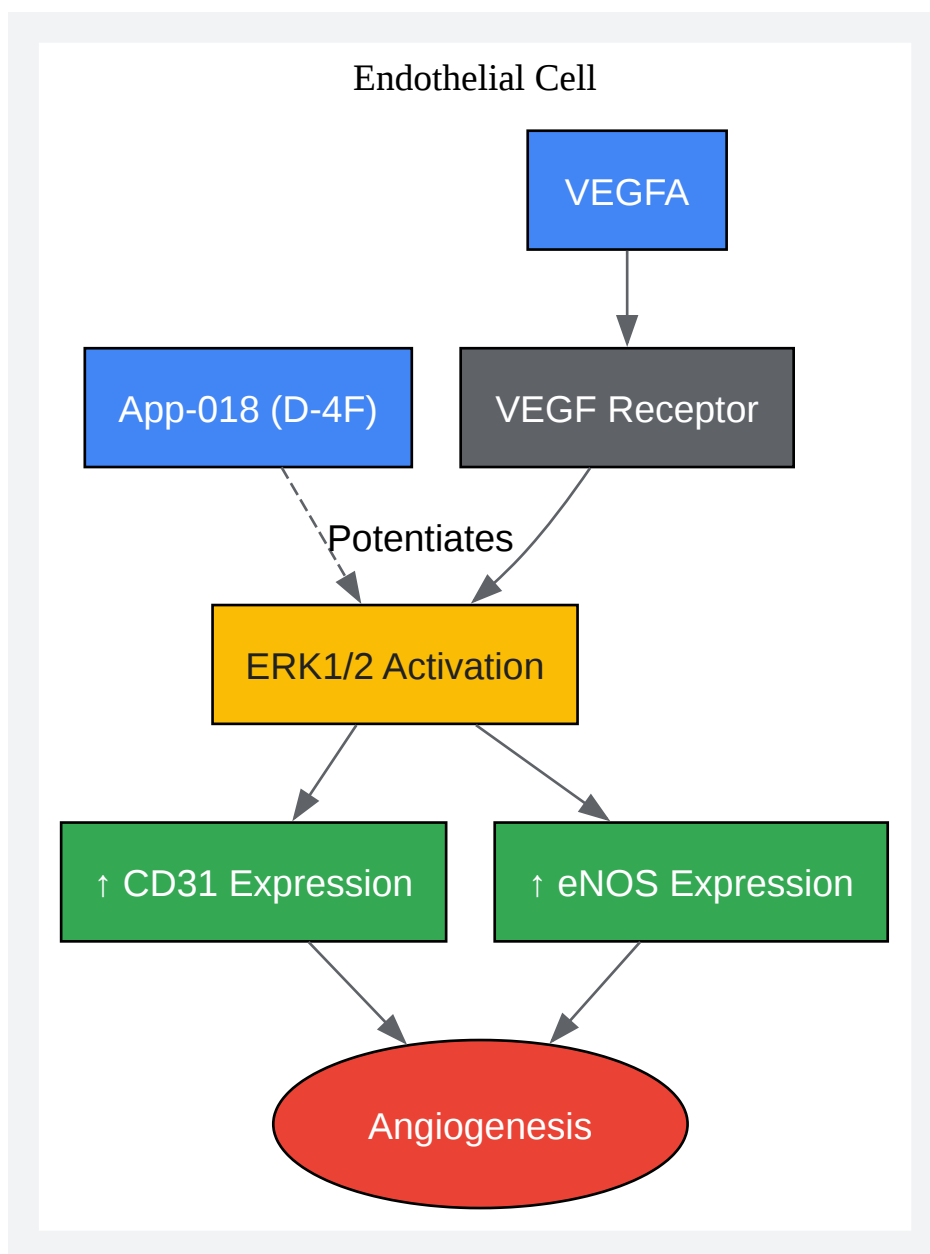 Endothelial Cell
VEGFA
App-018 (D-4F)
VEGF Receptor
Potentiates
ERK1/2 Activation
↑ CD31 Expression
↑ eNOS Expression
Angiogenesis